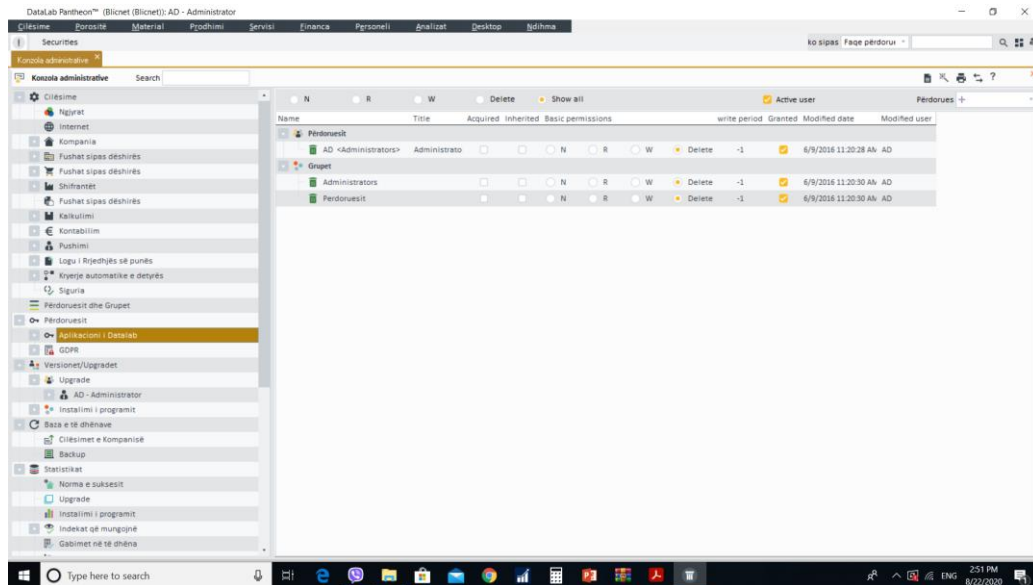 DataLab Pantheon™ (Blicnet (Blicnet)): AD - Administrator
Cilësime Porositë Material Prodhimi Servisi Financa Personeli Analizat Desktop Ndihma
Securities
ko sipas Faqe përdorue
Konzola administrative
Konzola administrative Search
Cilësime
Ngjyrat
Internet
Kompania
Fushat sipas dëshirës
Fushat sipas dëshirës
Shifrantët
Fushat sipas dëshirës
Kalkulimi
Kontabilim
Pushimi
Logu i Rrjedhjës së punës
Kryerje automatike e detyrës
Siguria
Përdoruesit dhe Grupet
Përdoruesit
Aplikacioni i Datalab
GDPR
Versionet/Upgradet
Upgrade
AD - Administrator
Instalimi i programit
Baza e të dhënave
Cilësimet e Kompanisë
Backup
Statistikat
Norma e suksesit
Upgrade
Instalimi i programit
Indekat që mungojnë
Gabimet në të dhëna
N R W Delete Show all Active user Përdorues
Name Title Acquired Inherited Basic permissions write period Granted Modified date Modified user
Përdoruesit
AD <Administrators> Administrato N R W Delete -1 6/9/2016 11:20:28 AM AD
Grupet
Administrators N R W Delete -1 6/9/2016 11:20:30 AM AD
Perdoruesit N R W Delete -1 6/9/2016 11:20:30 AM AD
Type here to search
ENG
2:51 PM
8/22/2020